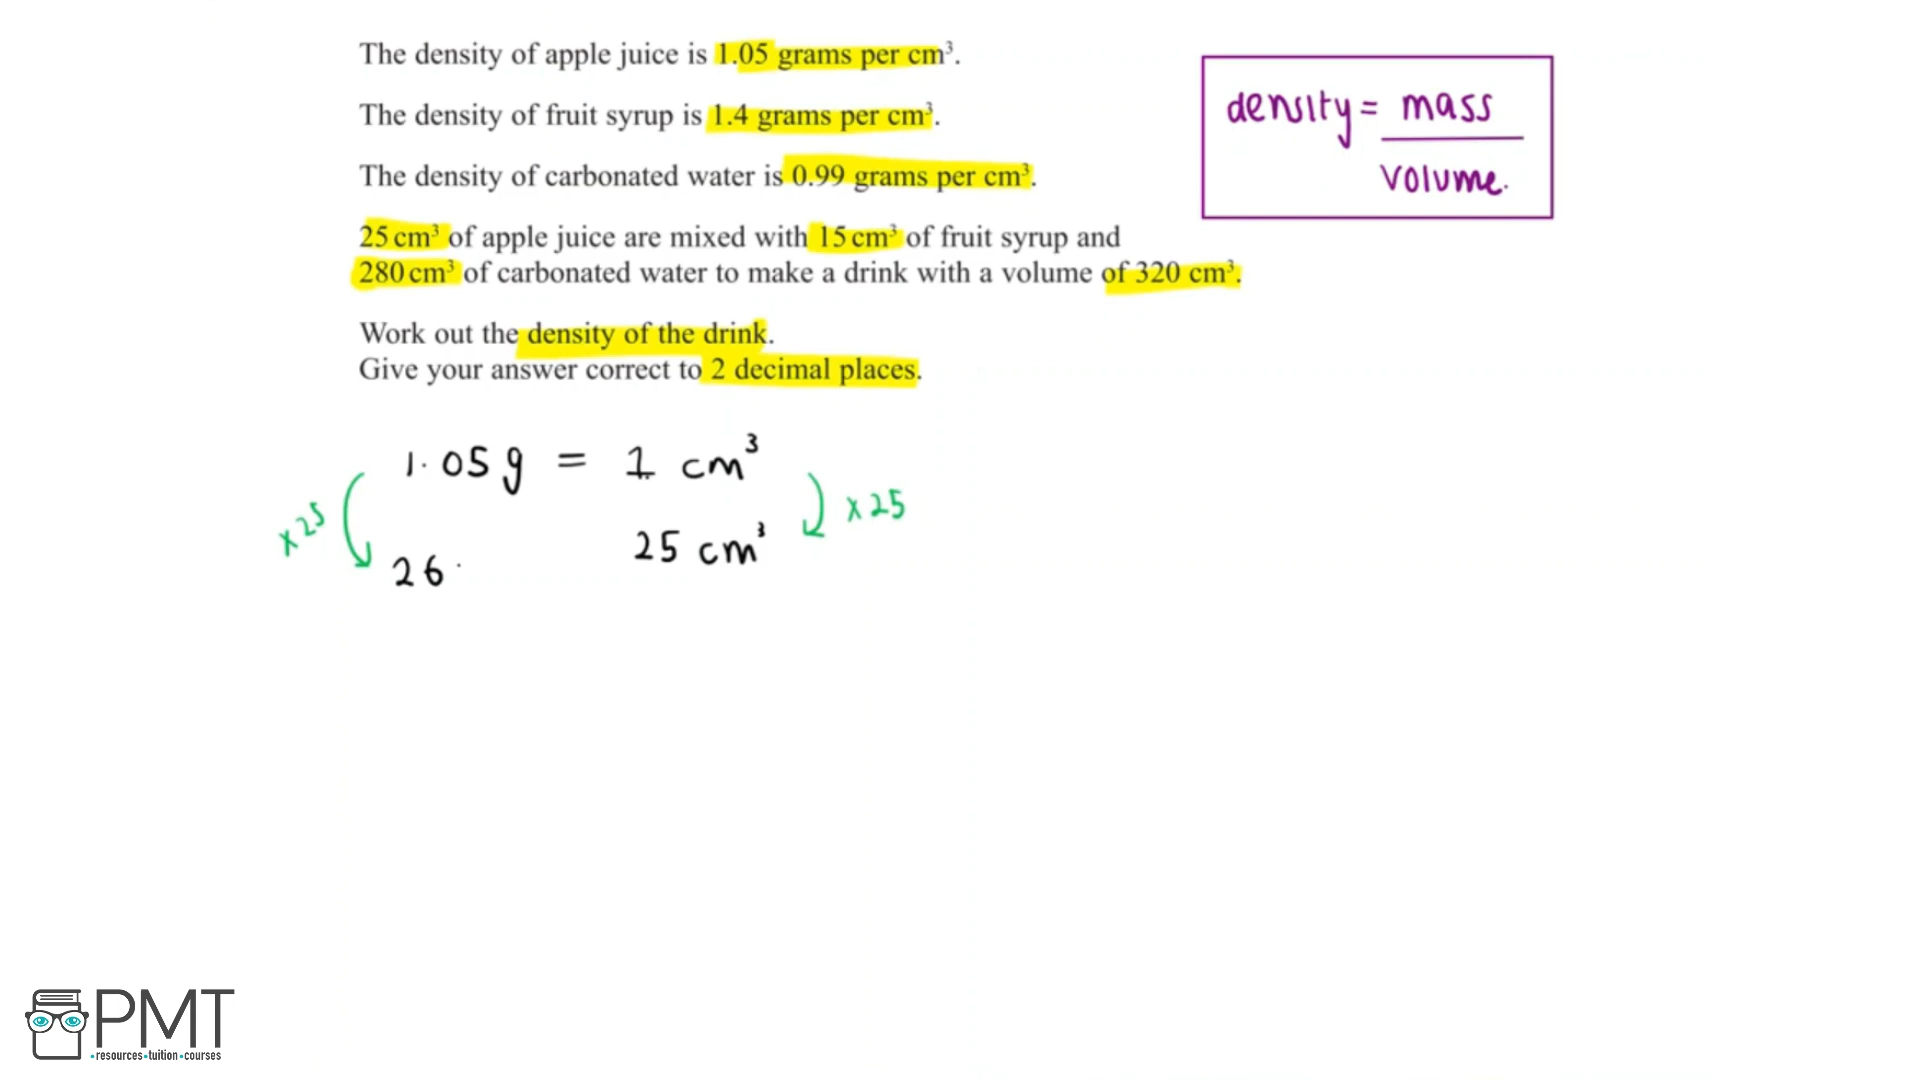 The density of apple juice is 1.05 grams per cm³.
The density of fruit syrup is 1.4 grams per cm³.
The density of carbonated water is 0.99 grams per cm³.
25 cm³ of apple juice are mixed with 15 cm³ of fruit syrup and
280 cm³ of carbonated water to make a drink with a volume of 320 cm³.
Work out the density of the drink.
Give your answer correct to 2 decimal places.
density = mass
volume.
1.05 g = 1 cm³
x25
x25
26.
25 cm³
PMT
•resources•tuition•courses